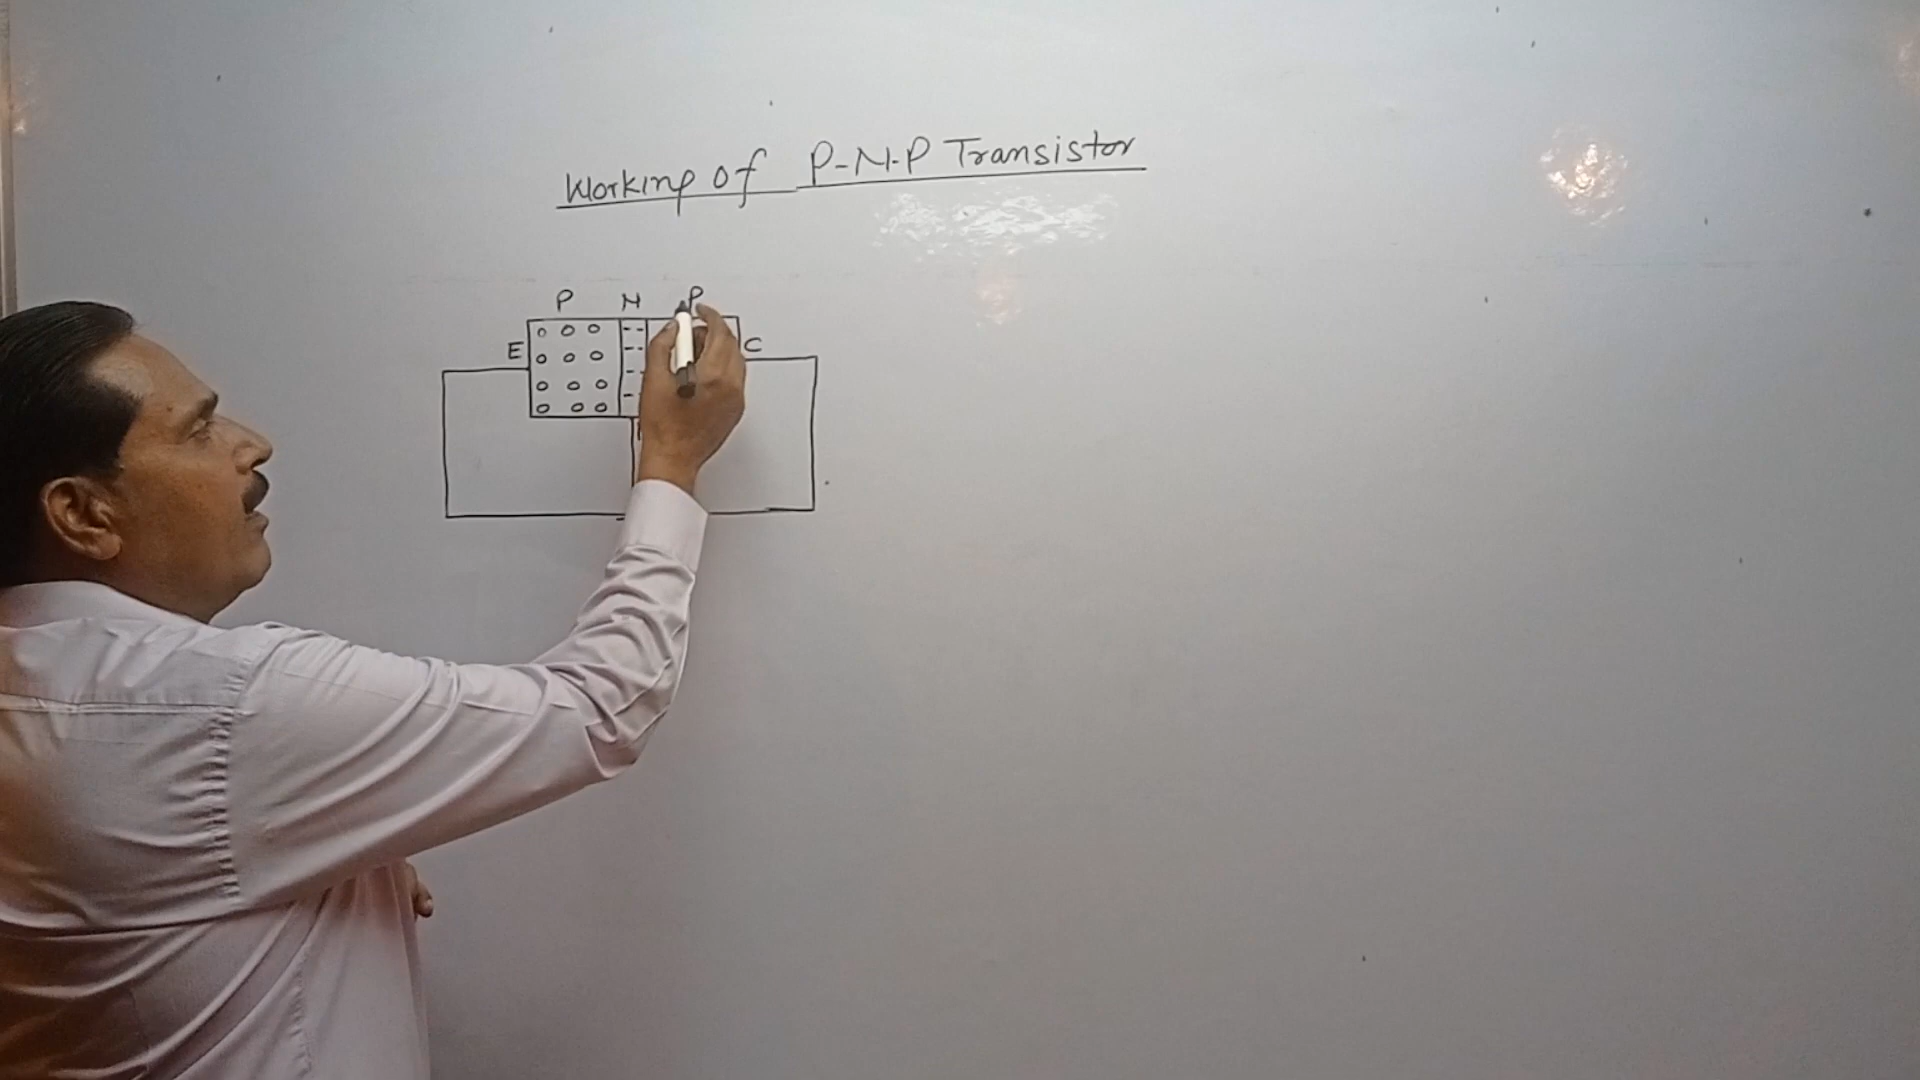 Working of P-N-P Transistor
P N P
E C